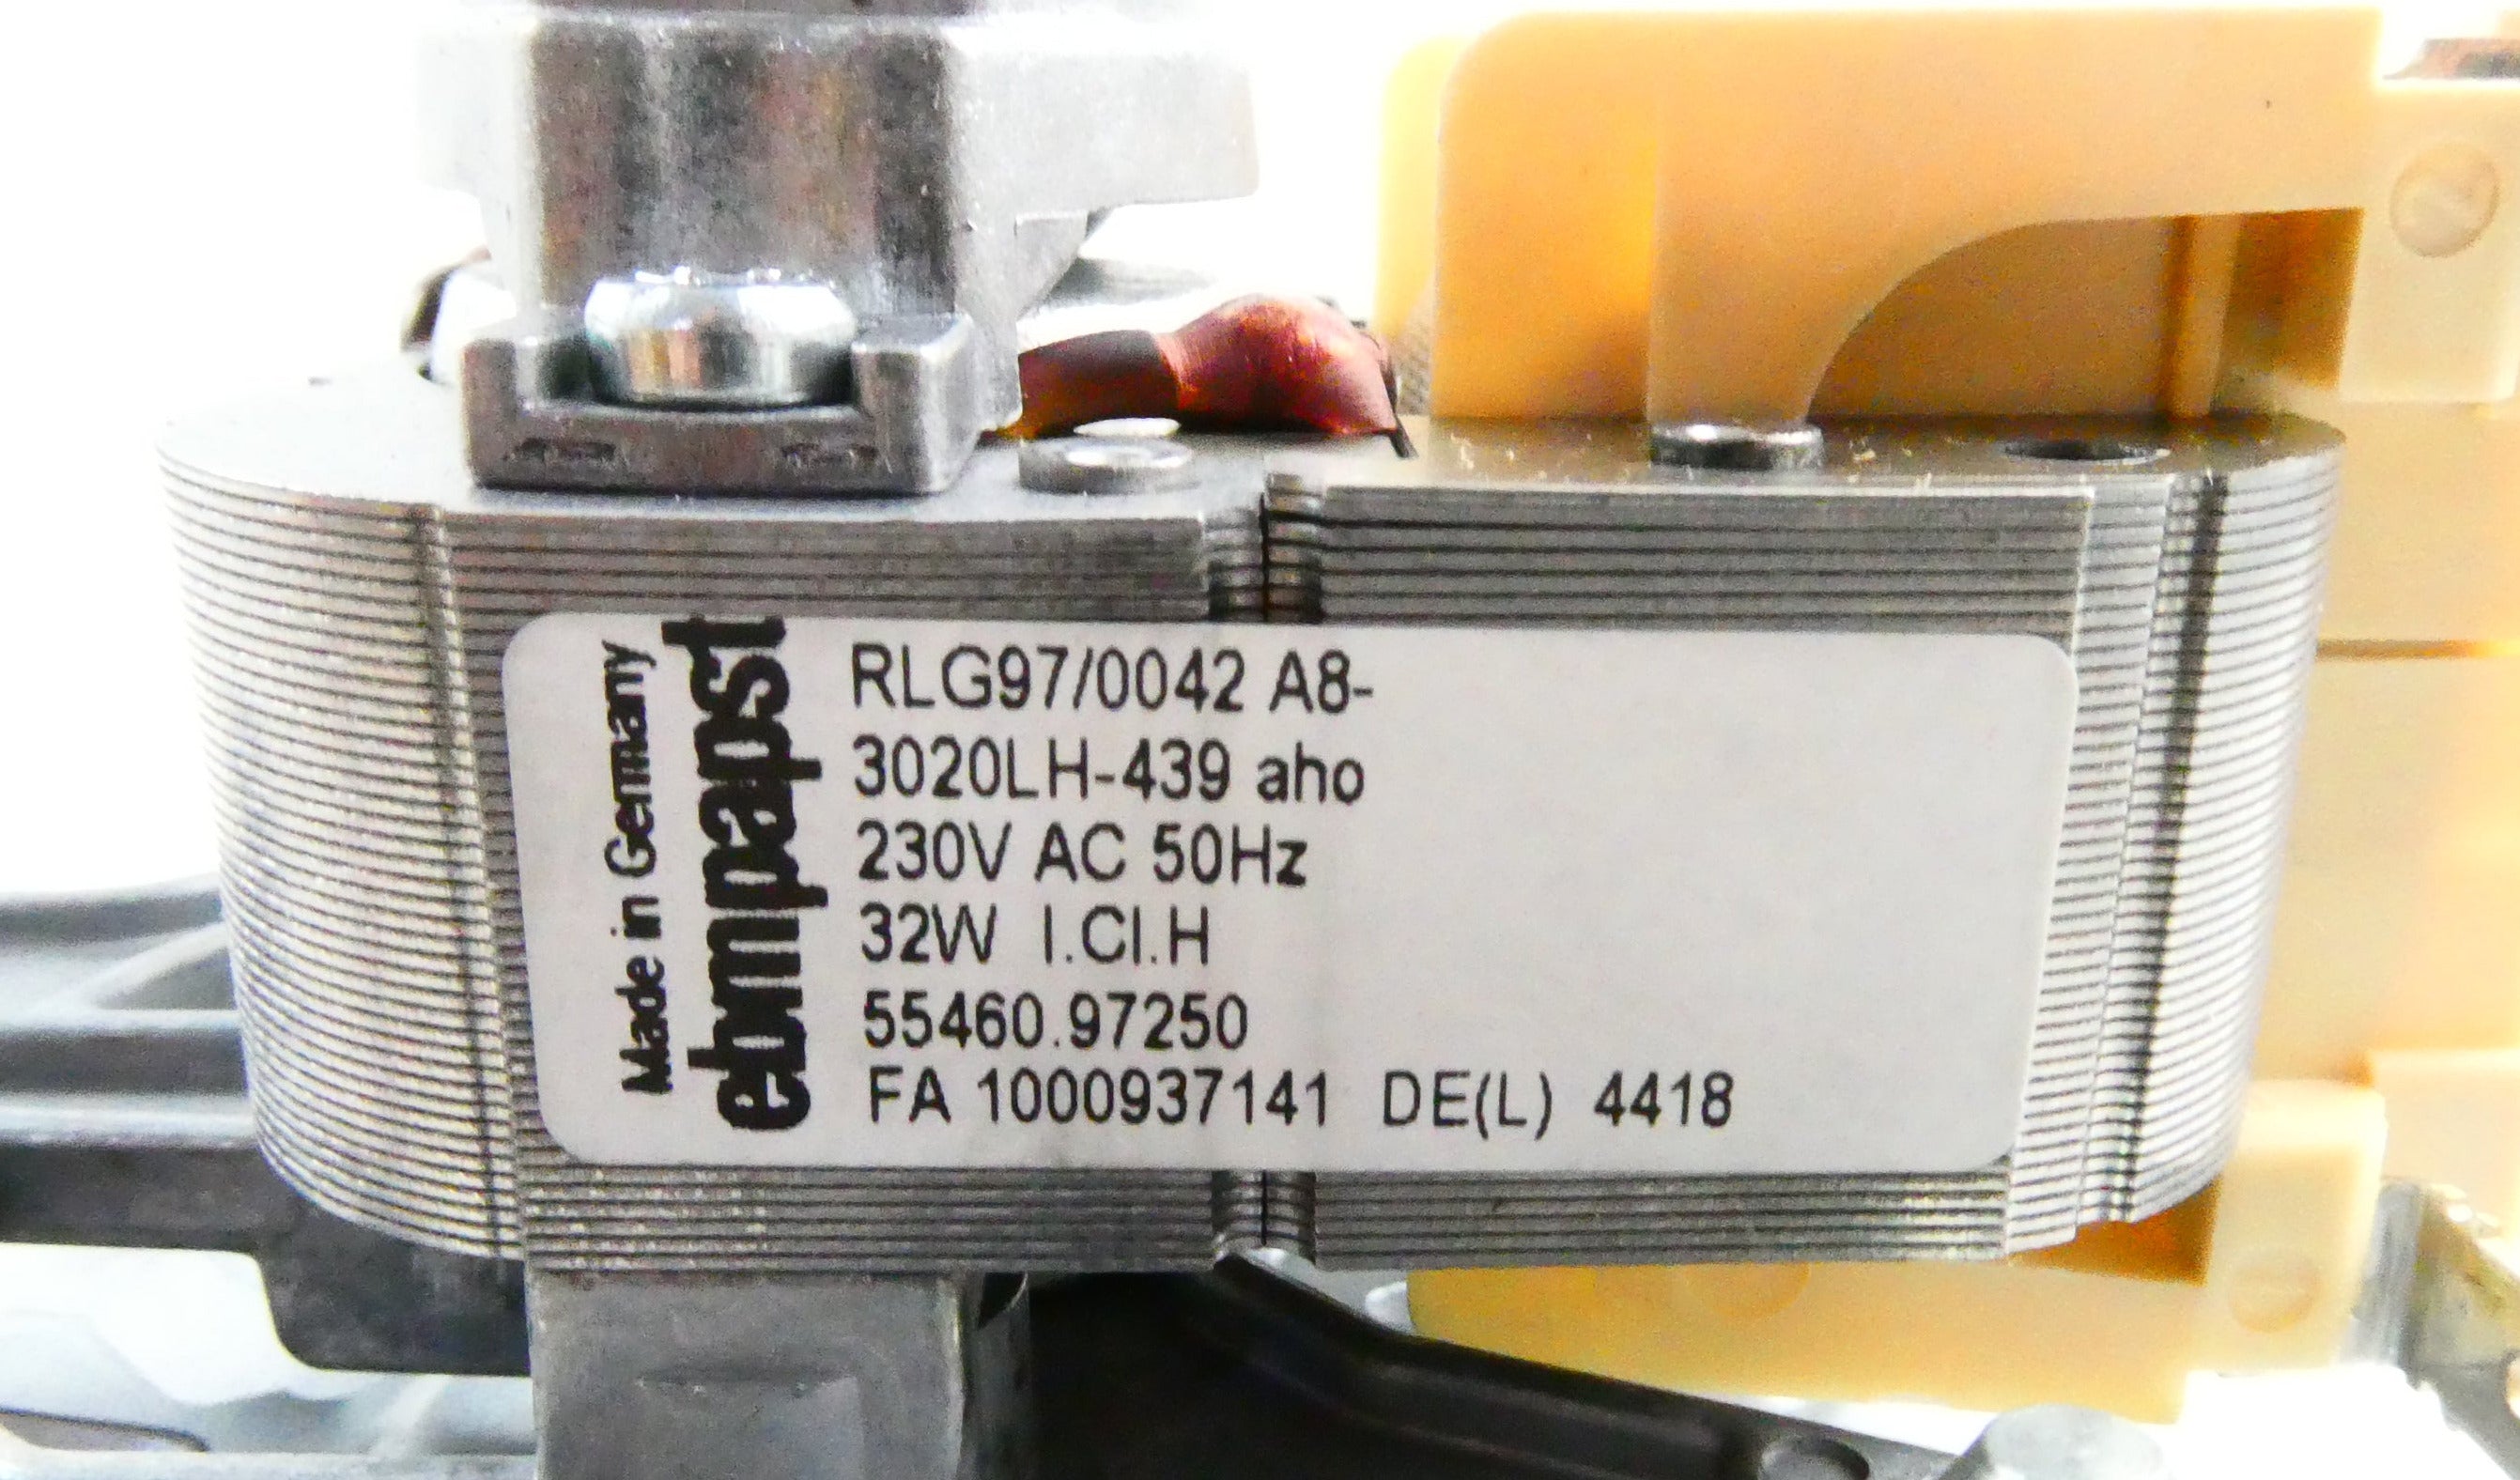 Made in Germany
ebmpapst
RLG97/0042 A8-
3020LH-439 aho
230V AC 50Hz
32W I.Cl.H
55460.97250
FA 1000937141 DE(L) 4418